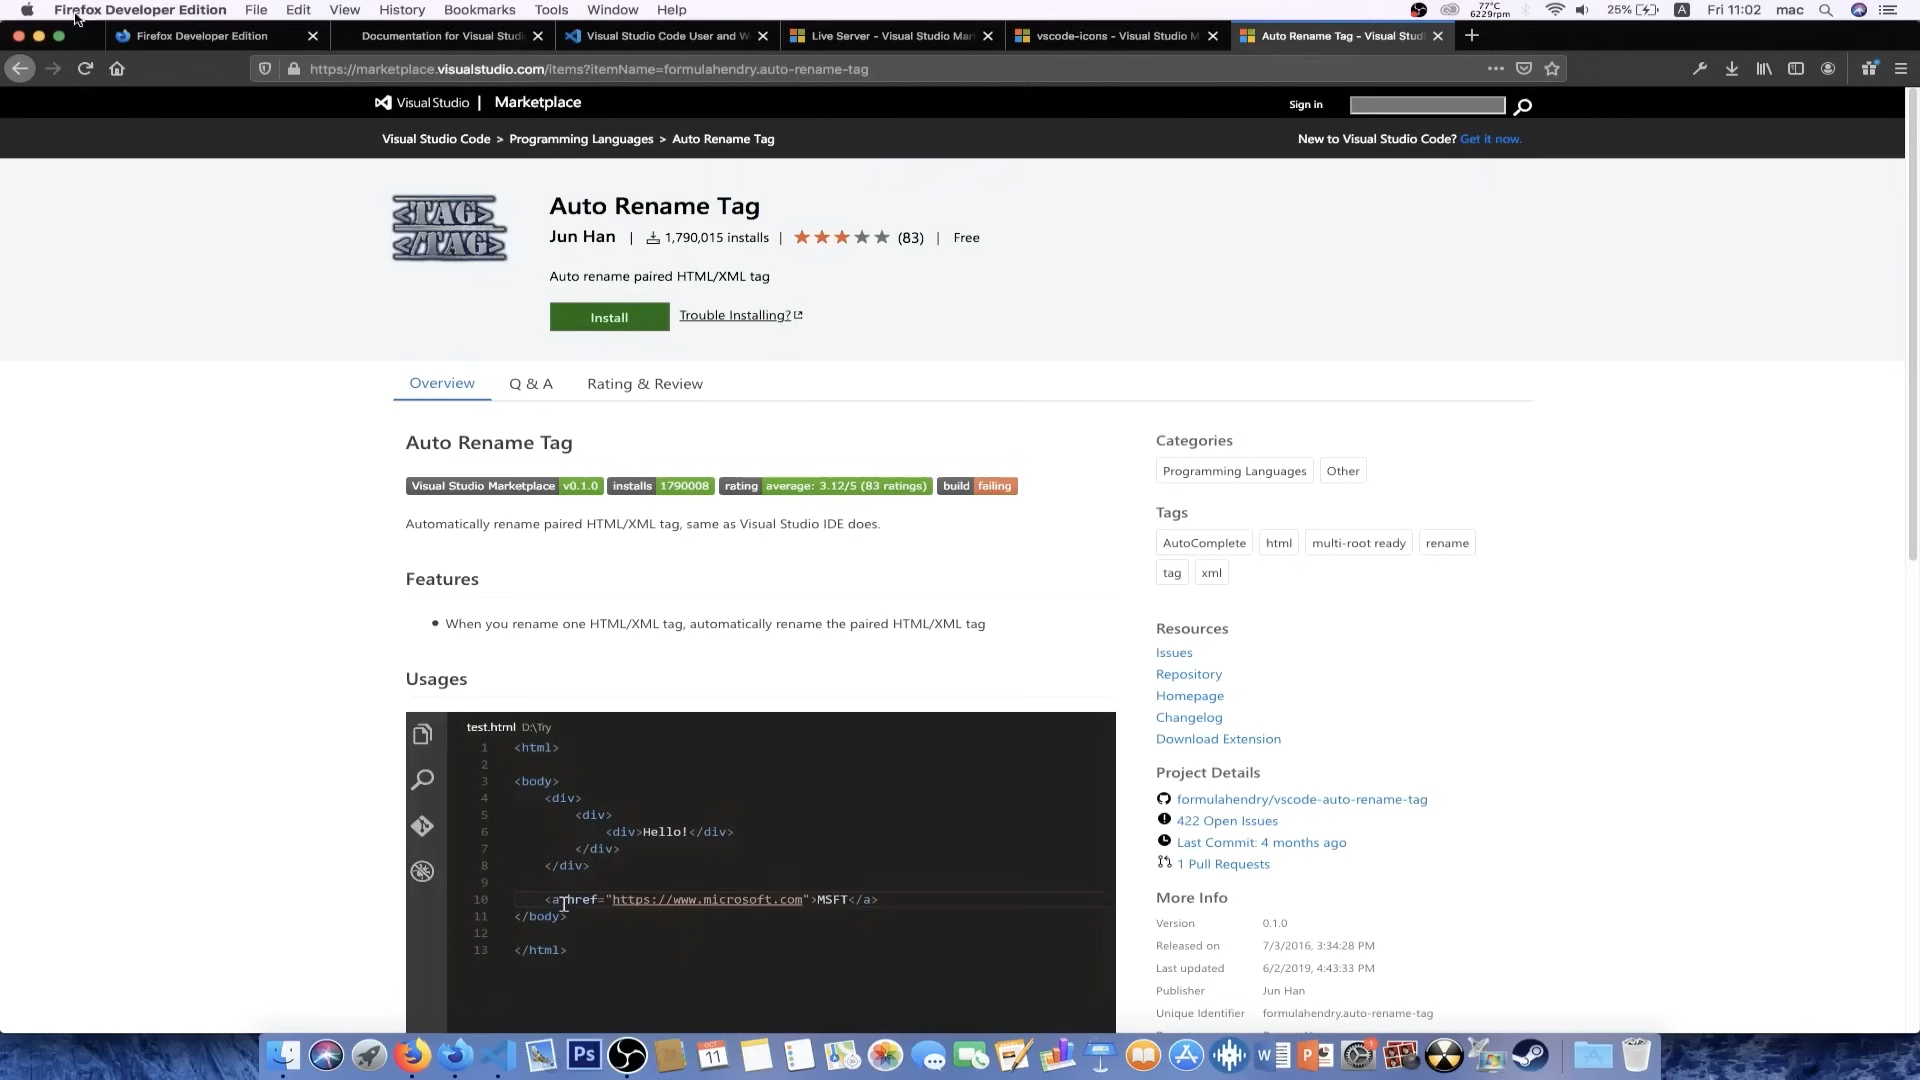 Firefox Developer Edition File Edit View History Bookmarks Tools Window Help 77°C 6229rpm 25% A Fri 11:02 mac
Firefox Developer Edition Documentation for Visual Studi Visual Studio Code User and W Live Server - Visual Studio Mar vscode-icons - Visual Studio M Auto Rename Tag - Visual Studi
https://marketplace.visualstudio.com/items?itemName=formulahendry.auto-rename-tag
Visual Studio | Marketplace Sign in
Visual Studio Code > Programming Languages > Auto Rename Tag New to Visual Studio Code? Get it now.
<TAG>
</TAG>
Auto Rename Tag
Jun Han | 1,790,015 installs | (83) | Free
Auto rename paired HTML/XML tag
Install Trouble Installing?
Overview Q & A Rating & Review
Auto Rename Tag
Visual Studio Marketplace v0.1.0 installs 1790008 rating average: 3.12/5 (83 ratings) build failing
Automatically rename paired HTML/XML tag, same as Visual Studio IDE does.
Features
• When you rename one HTML/XML tag, automatically rename the paired HTML/XML tag
Usages
test.html D:\Try
1 <html>
2
3 <body>
4 <div>
5 <div>
6 <div>Hello!</div>
7 </div>
8 </div>
9
10 <a href="https://www.microsoft.com">MSFT</a>
11 </body>
12
13 </html>
Categories
Programming Languages Other
Tags
AutoComplete html multi-root ready rename
tag xml
Resources
Issues
Repository
Homepage
Changelog
Download Extension
Project Details
formulahendry/vscode-auto-rename-tag
422 Open Issues
Last Commit: 4 months ago
1 Pull Requests
More Info
Version 0.1.0
Released on 7/3/2016, 3:34:28 PM
Last updated 6/2/2019, 4:43:33 PM
Publisher Jun Han
Unique Identifier formulahendry.auto-rename-tag
Ps OCT 11 W P 1